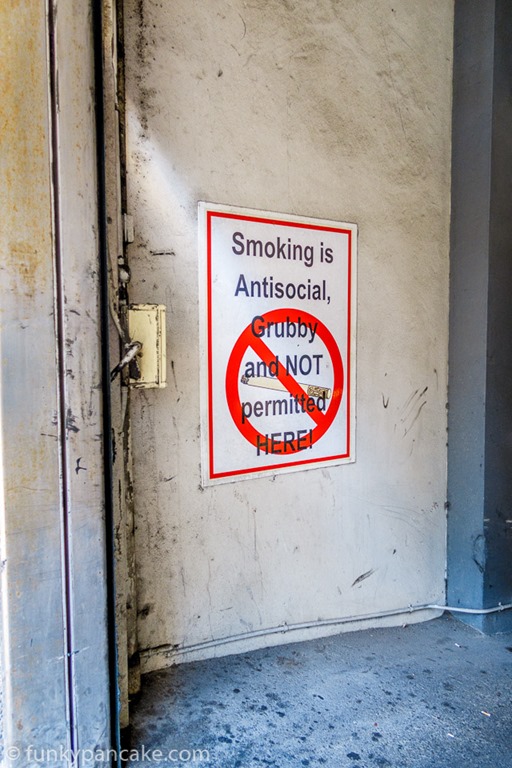 Smoking is
Antisocial,
Grubby
and NOT
permitted
HERE!
© funkypancake.com